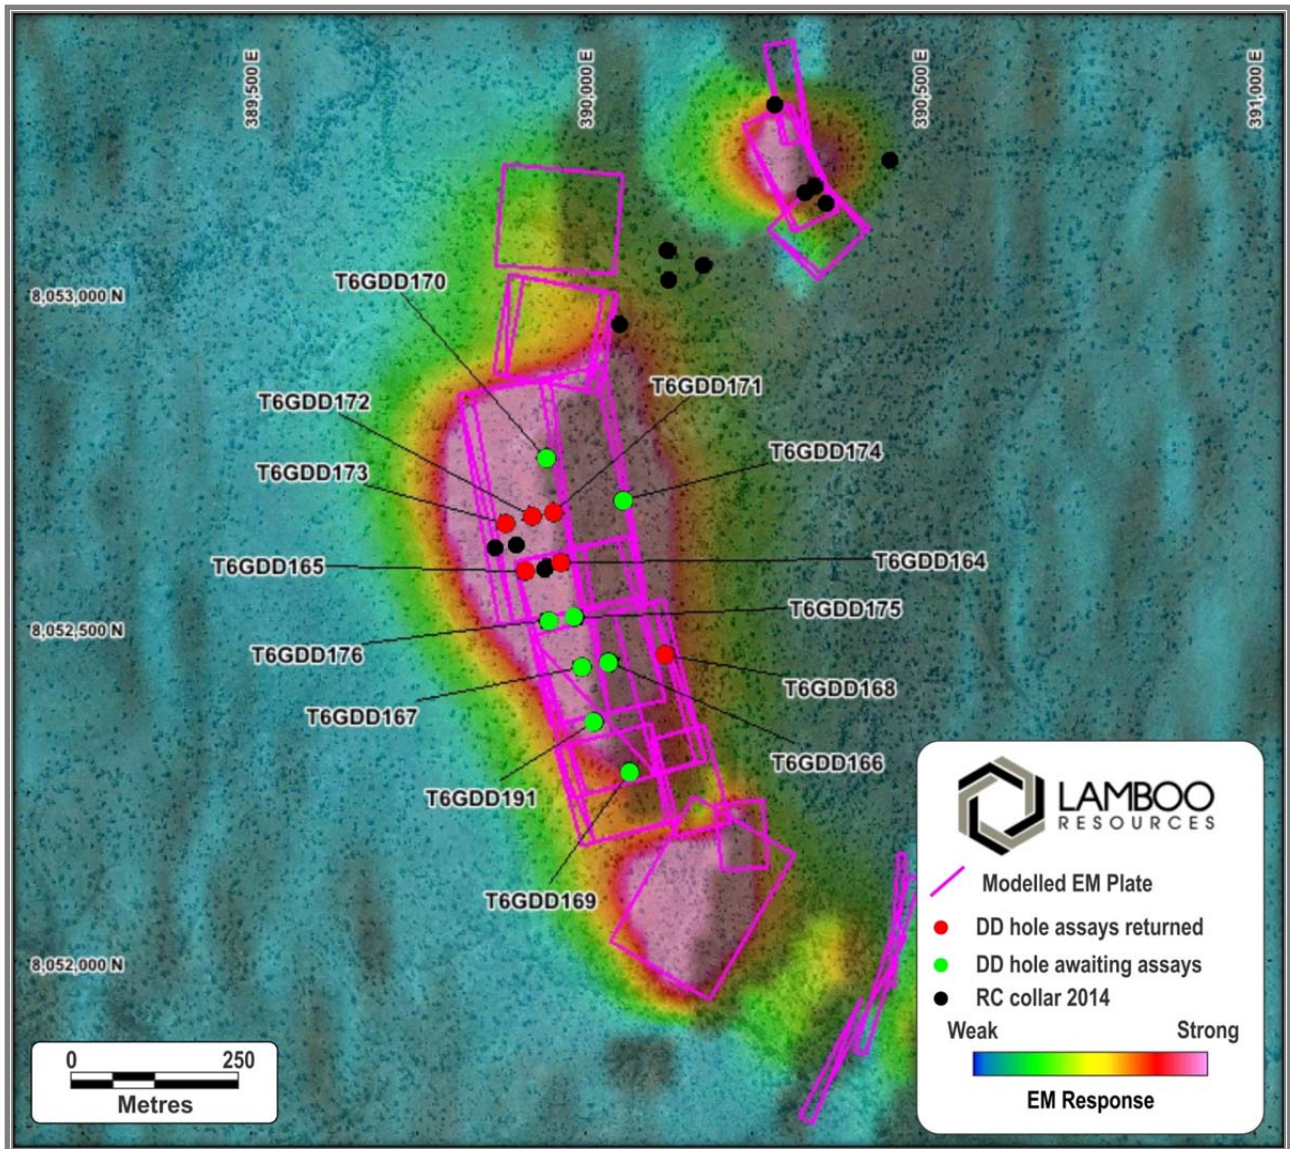 389,500 E
390,000 E
390,500 E
391,000 E
T6GDD170
8,053,000 N
T6GDD171
T6GDD172
T6GDD174
T6GDD173
T6GDD165
T6GDD164
T6GDD175
8,052,500 N
T6GDD176
T6GDD168
T6GDD167
T6GDD166
T6GDD191
T6GDD169
8,052,000 N
LAMBOO
RESOURCES
Modelled EM Plate
DD hole assays returned
DD hole awaiting assays
RC collar 2014
Weak Strong
EM Response
0 250
Metres